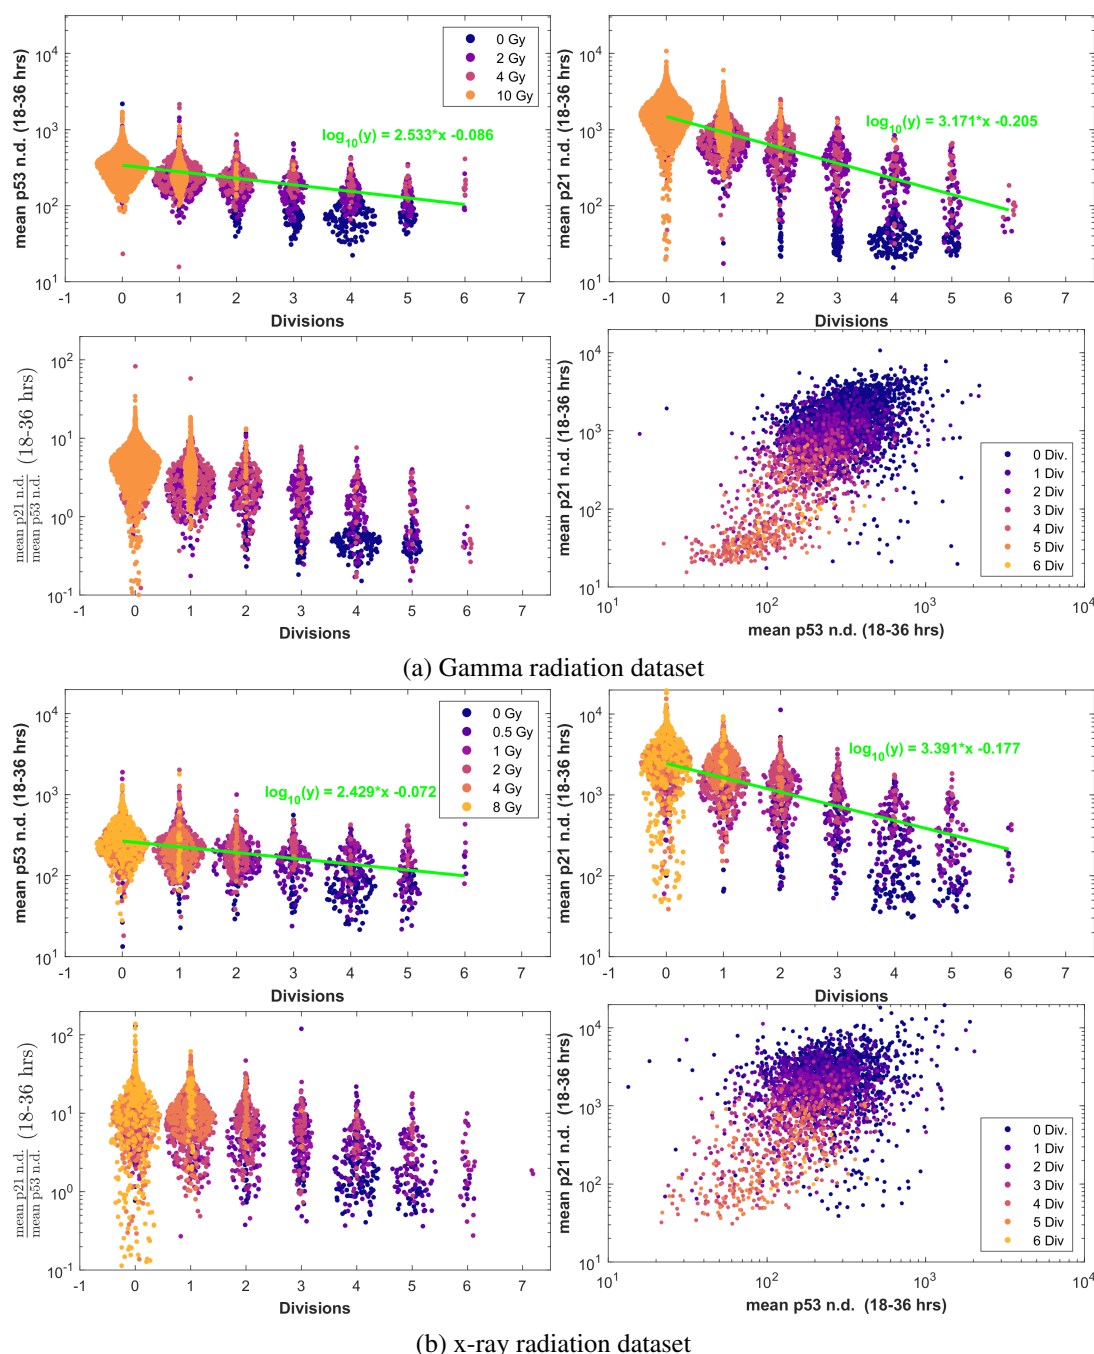 mean p53 n.d. (18-36 hrs)
10^4
10^3
10^2
10^1
-1 0 1 2 3 4 5 6 7
Divisions
0 Gy
2 Gy
4 Gy
10 Gy
log10(y) = 2.533*x -0.086
mean p21 n.d. (18-36 hrs)
10^4
10^3
10^2
10^1
-1 0 1 2 3 4 5 6 7
Divisions
log10(y) = 3.171*x -0.205
mean p21 n.d.
mean p53 n.d. (18-36 hrs)
10^2
10^1
10^0
10^-1
-1 0 1 2 3 4 5 6 7
Divisions
mean p21 n.d. (18-36 hrs)
10^4
10^3
10^2
10^1
10^1 10^2 10^3 10^4
mean p53 n.d. (18-36 hrs)
0 Div.
1 Div
2 Div
3 Div
4 Div
5 Div
6 Div
(a) Gamma radiation dataset
mean p53 n.d. (18-36 hrs)
10^4
10^3
10^2
10^1
-1 0 1 2 3 4 5 6 7
Divisions
0 Gy
0.5 Gy
1 Gy
2 Gy
4 Gy
8 Gy
log10(y) = 2.429*x -0.072
mean p21 n.d. (18-36 hrs)
10^4
10^3
10^2
10^1
-1 0 1 2 3 4 5 6 7
Divisions
log10(y) = 3.391*x -0.177
mean p21 n.d.
mean p53 n.d. (18-36 hrs)
10^2
10^1
10^0
10^-1
-1 0 1 2 3 4 5 6 7
Divisions
mean p21 n.d. (18-36 hrs)
10^4
10^3
10^2
10^1
10^1 10^2 10^3 10^4
mean p53 n.d. (18-36 hrs)
0 Div.
1 Div
2 Div
3 Div
4 Div
5 Div
6 Div
(b) x-ray radiation dataset